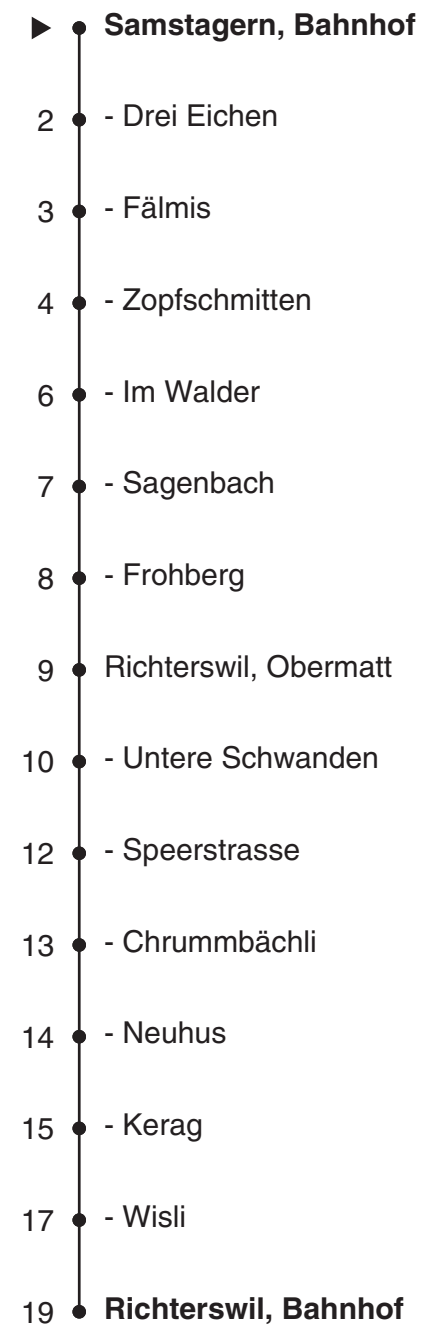 Samstagern, Bahnhof
2 - Drei Eichen
3 - Fälmis
4 - Zopfschmitten
6 - Im Walder
7 - Sagenbach
8 - Frohberg
9 Richterswil, Obermatt
10 - Untere Schwanden
12 - Speerstrasse
13 - Chrummbächli
14 - Neuhus
15 - Kerag
17 - Wisli
19 Richterswil, Bahnhof